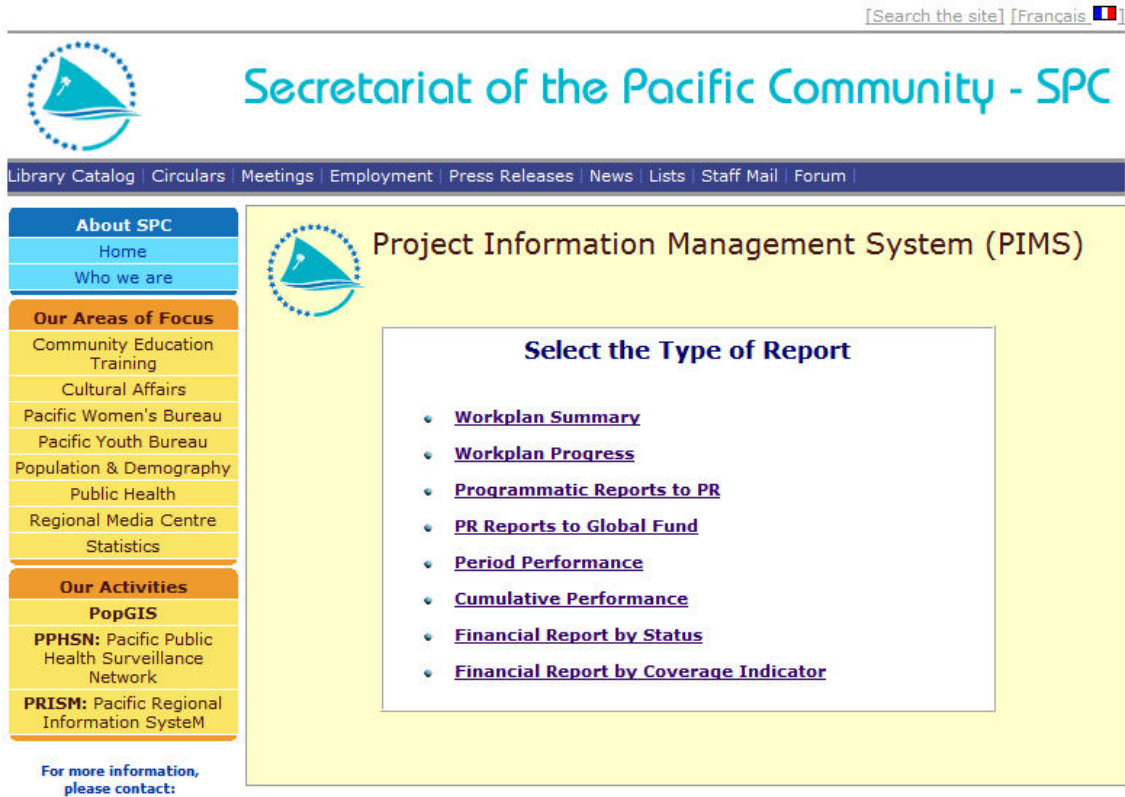 [Search the site] [Français ]
Secretariat of the Pacific Community - SPC
Library Catalog | Circulars | Meetings | Employment | Press Releases | News | Lists | Staff Mail | Forum |
About SPC
Home
Who we are
Our Areas of Focus
Community Education
Training
Cultural Affairs
Pacific Women's Bureau
Pacific Youth Bureau
Population & Demography
Public Health
Regional Media Centre
Statistics
Our Activities
PopGIS
PPHSN: Pacific Public
Health Surveillance
Network
PRISM: Pacific Regional
Information SysteM
For more information,
please contact:
Project Information Management System (PIMS)
Select the Type of Report
Workplan Summary
Workplan Progress
Programmatic Reports to PR
PR Reports to Global Fund
Period Performance
Cumulative Performance
Financial Report by Status
Financial Report by Coverage Indicator